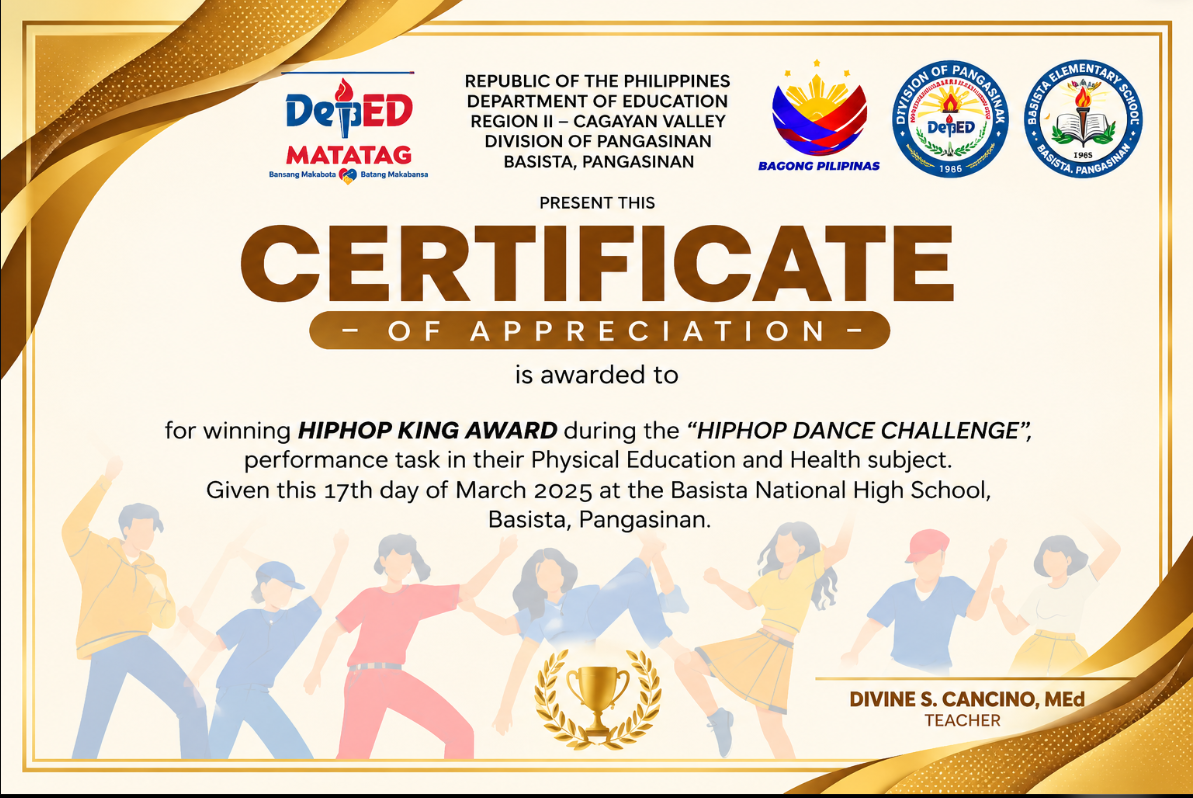 DepED
MATATAG
Bansang Makabota Batang Makabansa
REPUBLIC OF THE PHILIPPINES
DEPARTMENT OF EDUCATION
REGION II – CAGAYAN VALLEY
DIVISION OF PANGASINAN
BASISTA, PANGASINAN
BAGONG PILIPINAS
DIVISION OF PANGASINAK
DepED
1986
BASISTA ELEMENTARY SCHOOL
1985
BASISTA, PANGASINAN
PRESENT THIS
CERTIFICATE
– OF APPRECIATION –
is awarded to
for winning HIPHOP KING AWARD during the “HIPHOP DANCE CHALLENGE”,
performance task in their Physical Education and Health subject.
Given this 17th day of March 2025 at the Basista National High School,
Basista, Pangasinan.
DIVINE S. CANCINO, MEd
TEACHER